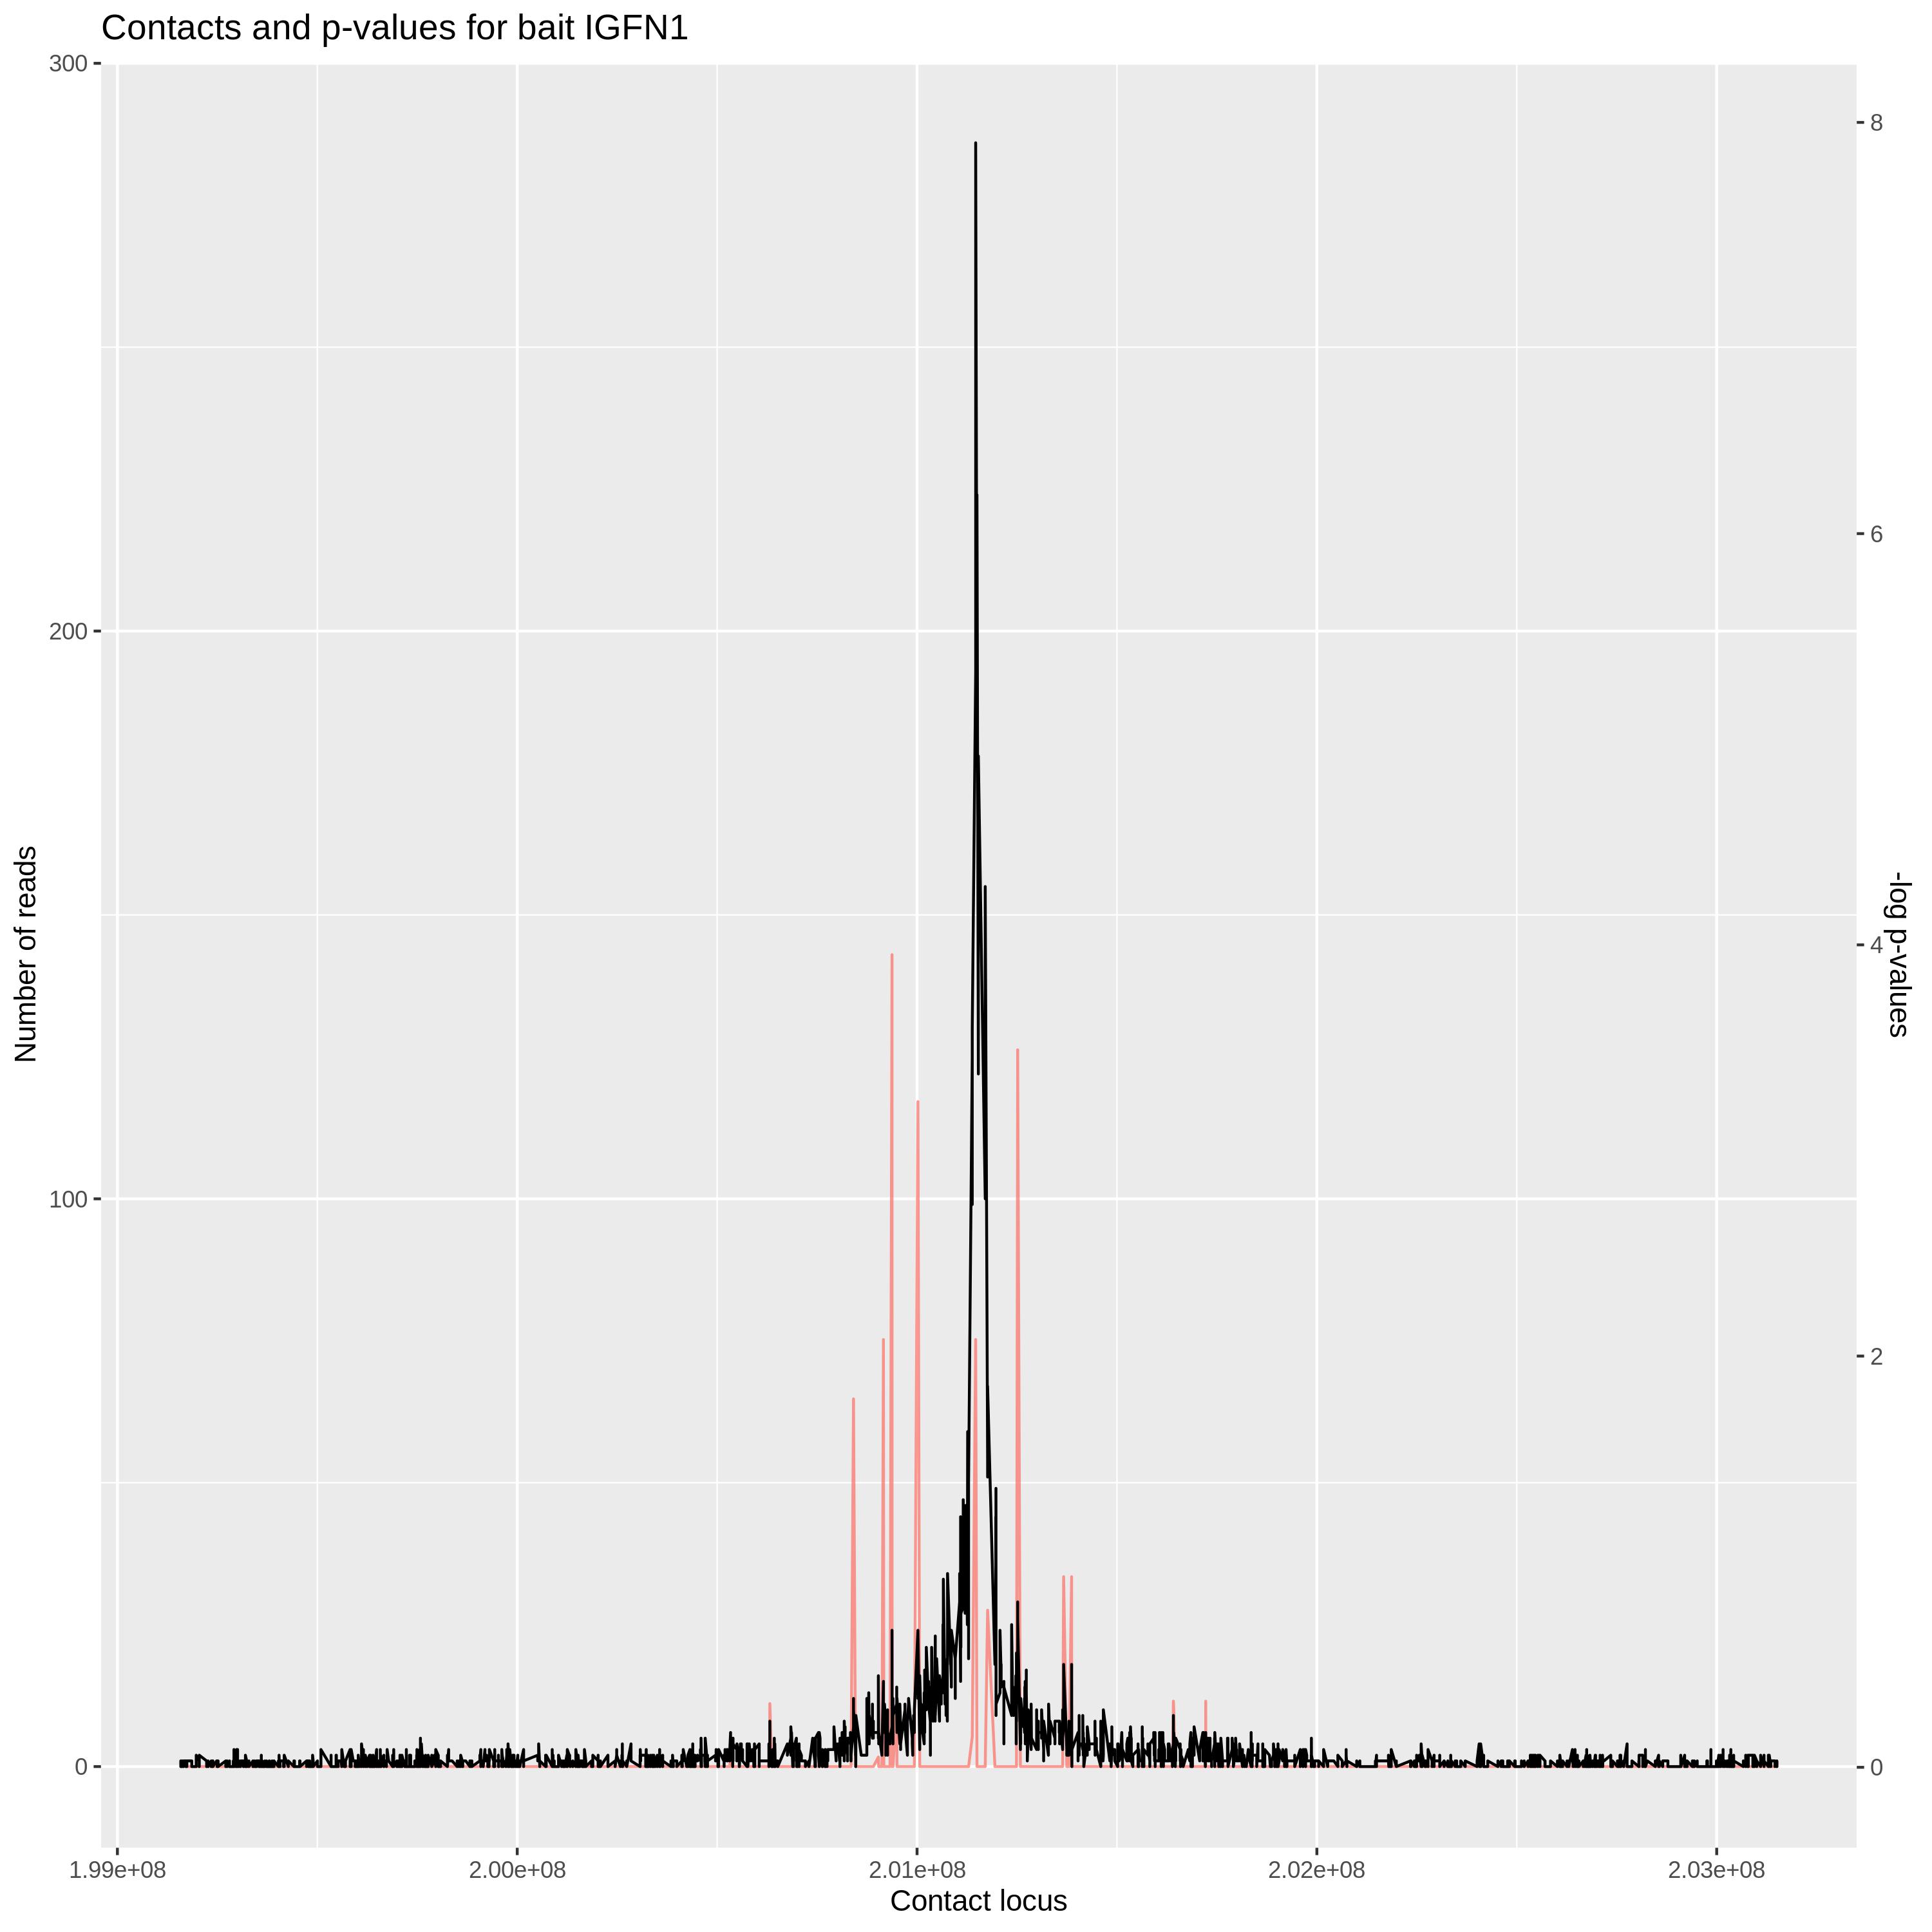 Contacts and p-values for bait IGFN1
300
200
100
0
Number of reads
8
6
4
2
0
-log p-values
1.99e+08
2.00e+08
2.01e+08
2.02e+08
2.03e+08
Contact locus